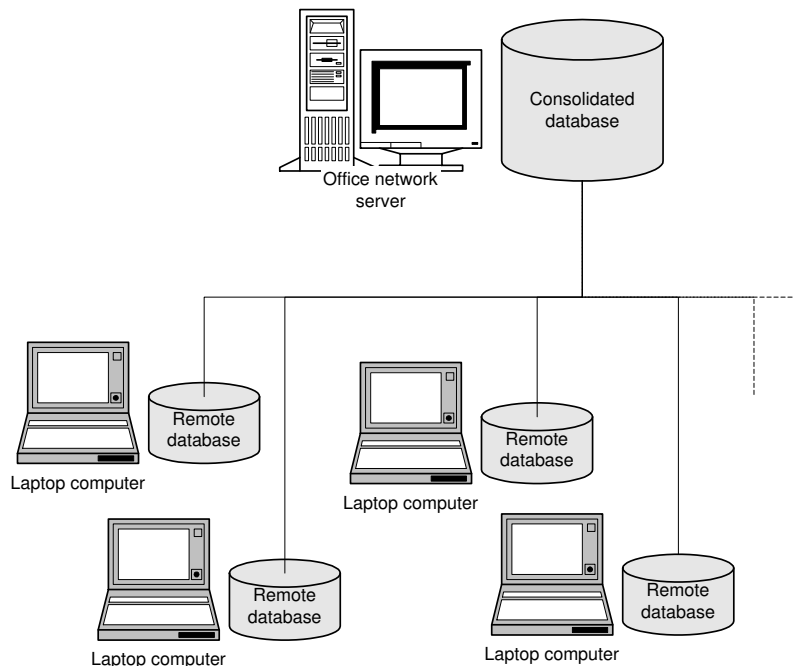 Consolidated
database
Office network
server
Remote
database
Laptop computer
Remote
database
Laptop computer
Remote
database
Laptop computer
Remote
database
Laptop computer